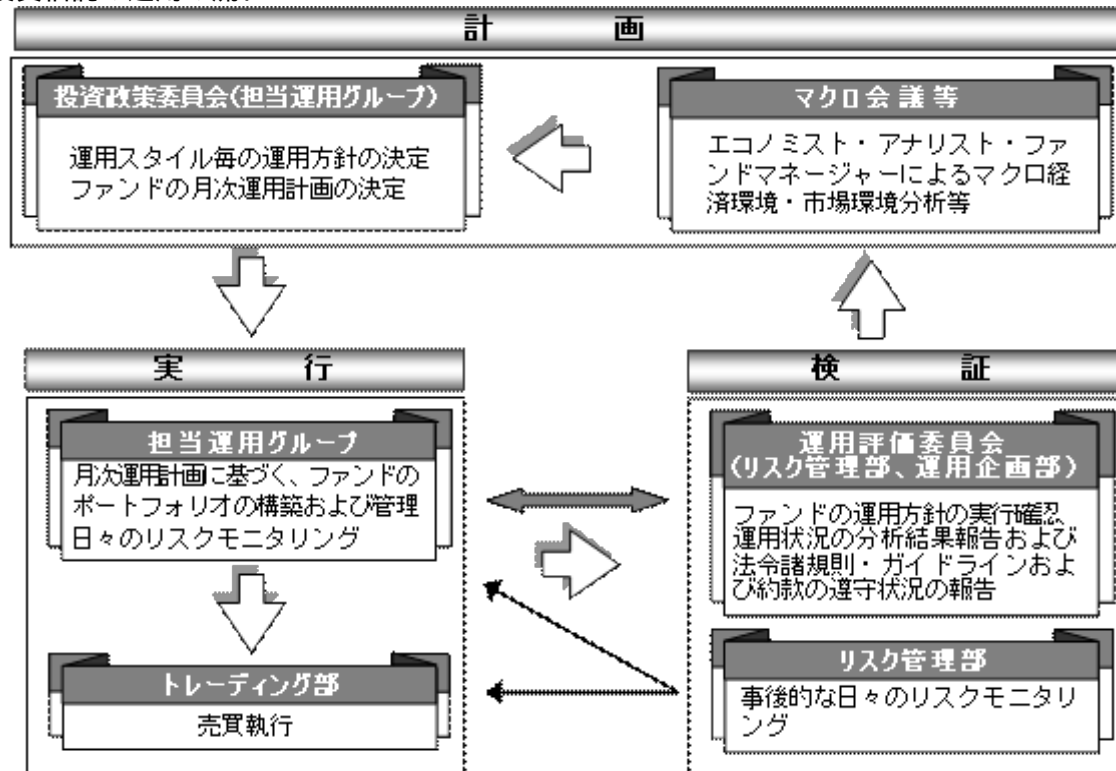 計 画
投資政策委員会(担当運用グループ)
運用スタイル毎の運用方針の決定
ファンドの月次運用計画の決定
マクロ会議等
エコノミスト・アナリスト・ファ
ンドマネージャーによるマクロ経
済環境・市場環境分析等
実 行
担当運用グループ
月次運用計画に基づく、ファンドの
ポートフォリオの構築および管理
日々のリスクモニタリング
トレーディング部
売買執行
検 証
運用評価委員会
(リスク管理部、運用企画部)
ファンドの運用方針の実行確認
運用状況の分析結果報告および
法令諸規則・ガイドラインおよ
び約款の遵守状況の報告
リスク管理部
事後的な日々のリスクモニタリ
ング